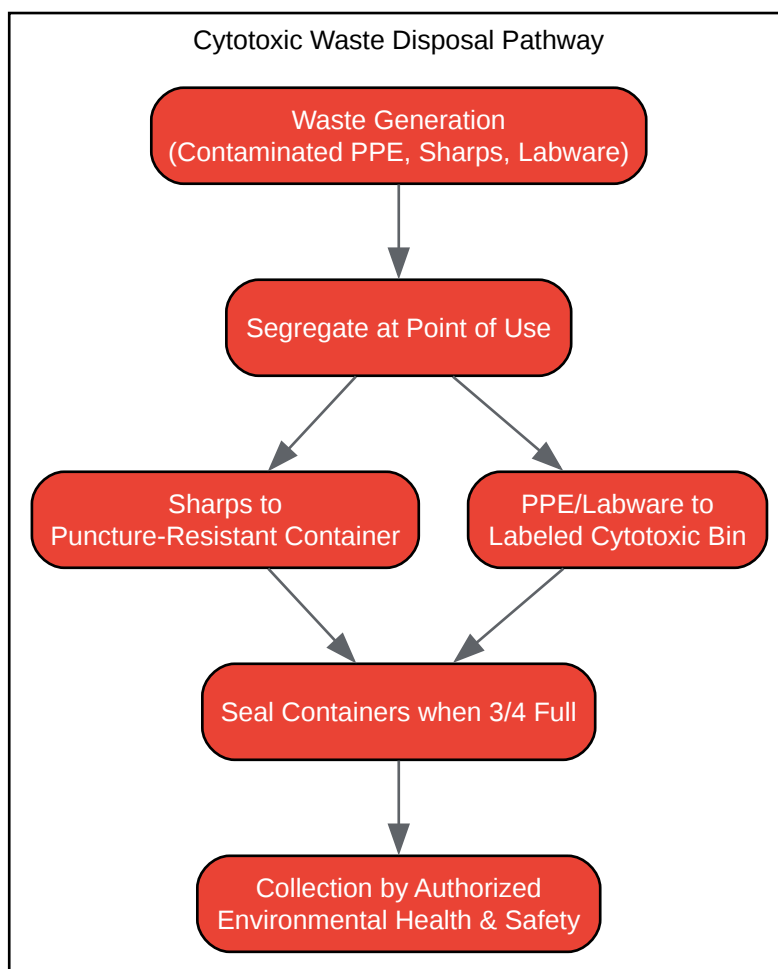 Cytotoxic Waste Disposal Pathway
Waste Generation
(Contaminated PPE, Sharps, Labware)
Segregate at Point of Use
Sharps to
Puncture-Resistant Container
PPE/Labware to
Labeled Cytotoxic Bin
Seal Containers when 3/4 Full
Collection by Authorized
Environmental Health & Safety